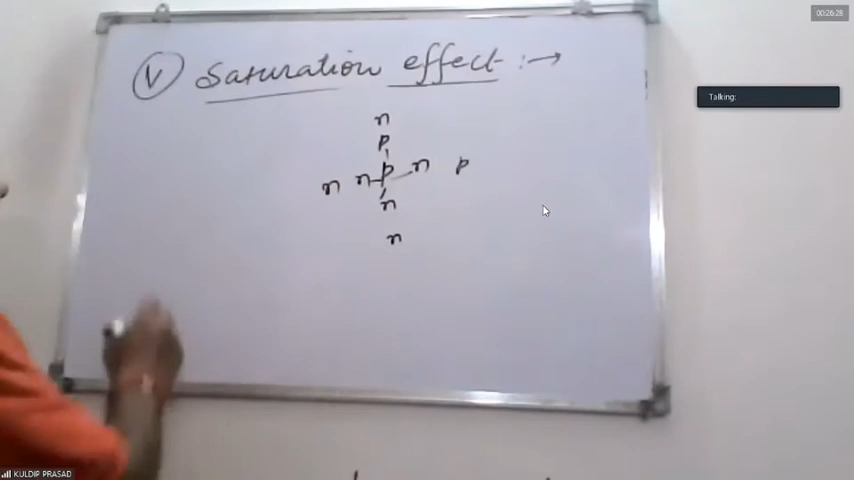 00:26:28
(V) Saturation effect :→
Talking:
n
p
n n p n p
n
n
KULDIP PRASAD